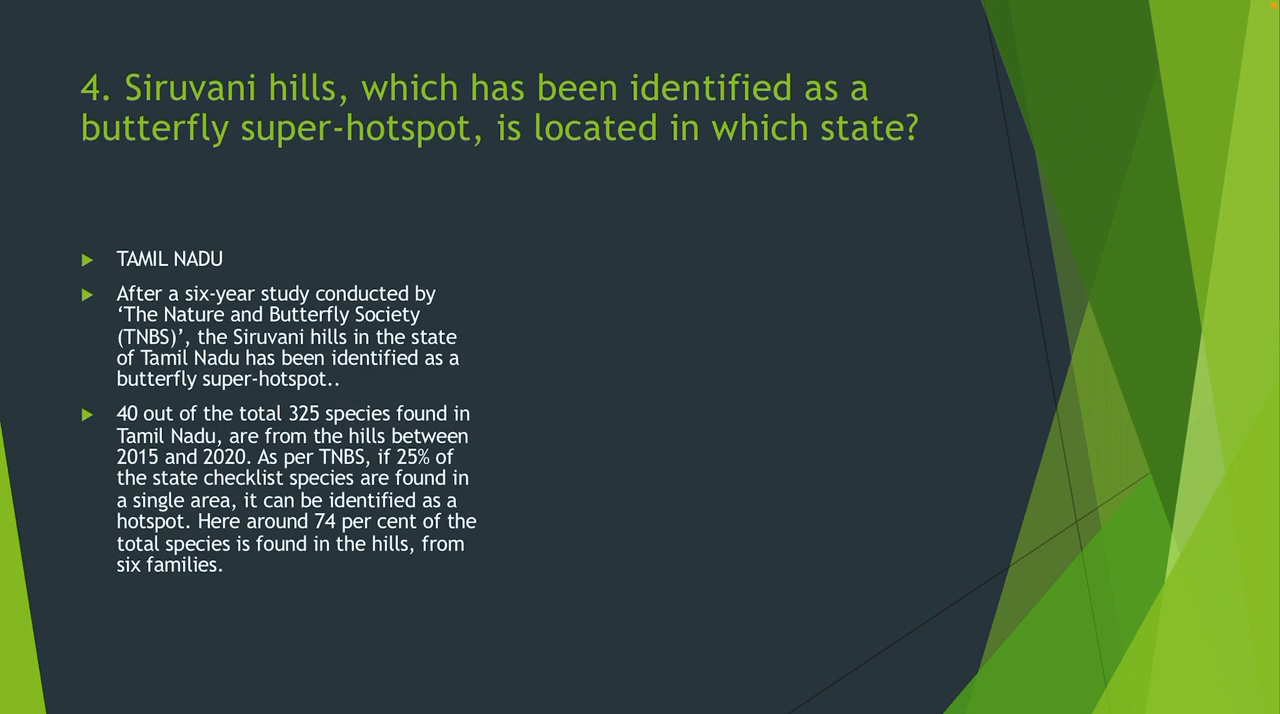 4. Siruvani hills, which has been identified as a
butterfly super-hotspot, is located in which state?
TAMIL NADU
After a six-year study conducted by
‘The Nature and Butterfly Society
(TNBS)’, the Siruvani hills in the state
of Tamil Nadu has been identified as a
butterfly super-hotspot..
40 out of the total 325 species found in
Tamil Nadu, are from the hills between
2015 and 2020. As per TNBS, if 25% of
the state checklist species are found in
a single area, it can be identified as a
hotspot. Here around 74 per cent of the
total species is found in the hills, from
six families.